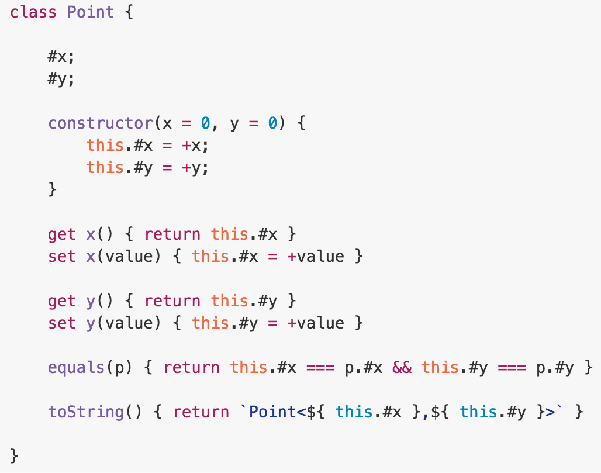 class Point {
#x;
#y;
constructor(x = 0, y = 0) {
this.#x = +x;
this.#y = +y;
}
get x() { return this.#x }
set x(value) { this.#x = +value }
get y() { return this.#y }
set y(value) { this.#y = +value }
equals(p) { return this.#x === p.#x && this.#y === p.#y }
toString() { return `Point<${ this.#x },${ this.#y }>` }
}